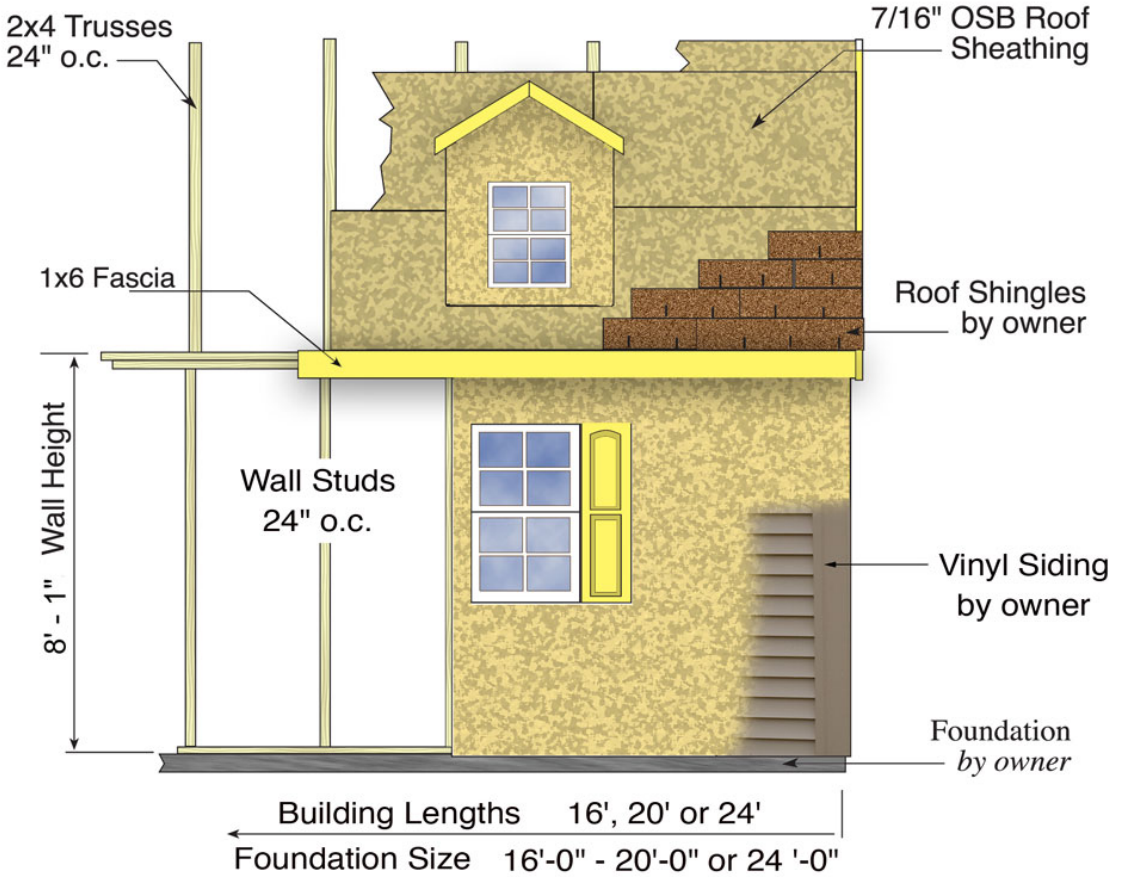 2x4 Trusses
24" o.c.
7/16" OSB Roof
Sheathing
1x6 Fascia
Roof Shingles
by owner
8' - 1" Wall Height
Wall Studs
24" o.c.
Vinyl Siding
by owner
Foundation
by owner
Building Lengths 16', 20' or 24'
Foundation Size 16'-0" - 20'-0" or 24 '-0"